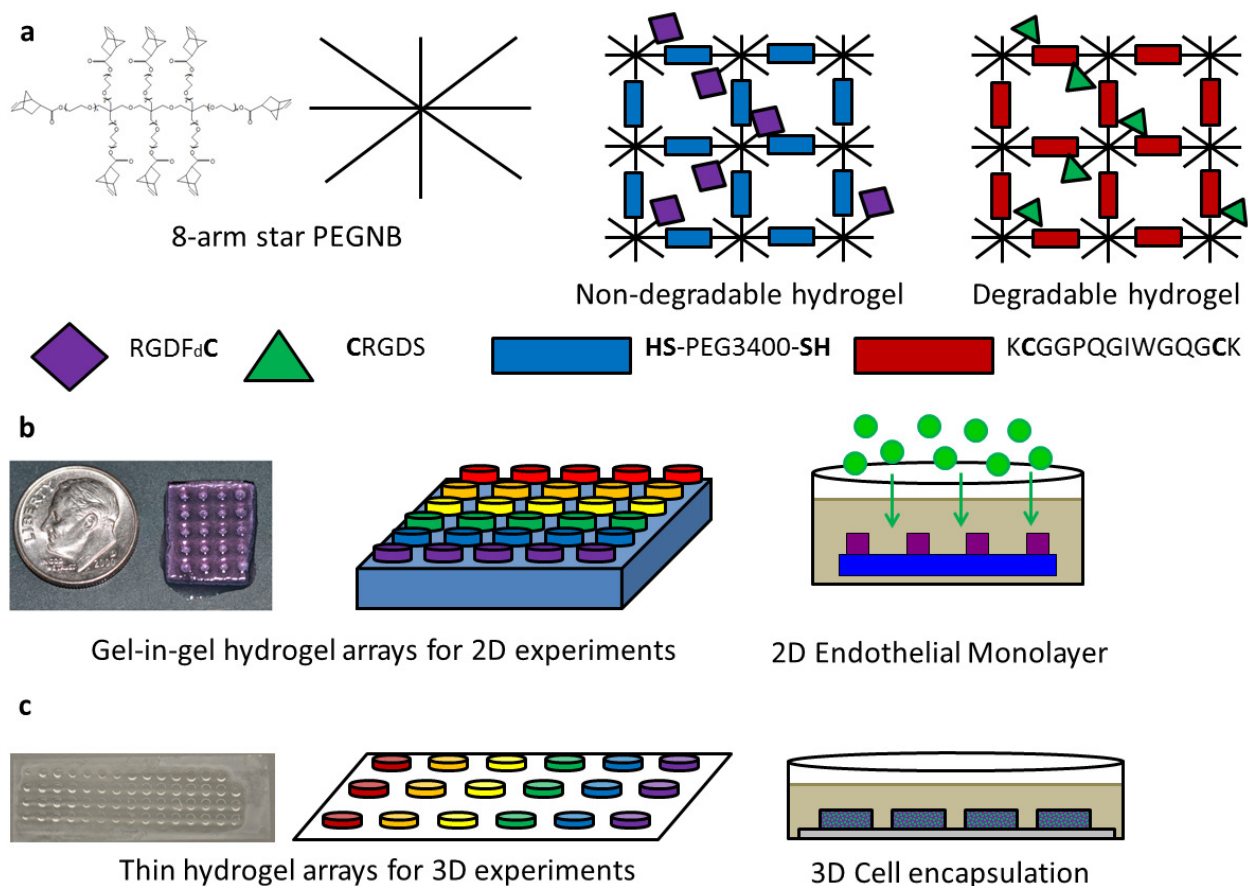 a
8-arm star PEGNB
Non-degradable hydrogel
Degradable hydrogel
RGDFdC
CRGDS
HS-PEG3400-SH
KCGGPQGIWGQGCK
b
LIBERTY
Gel-in-gel hydrogel arrays for 2D experiments
2D Endothelial Monolayer
c
Thin hydrogel arrays for 3D experiments
3D Cell encapsulation